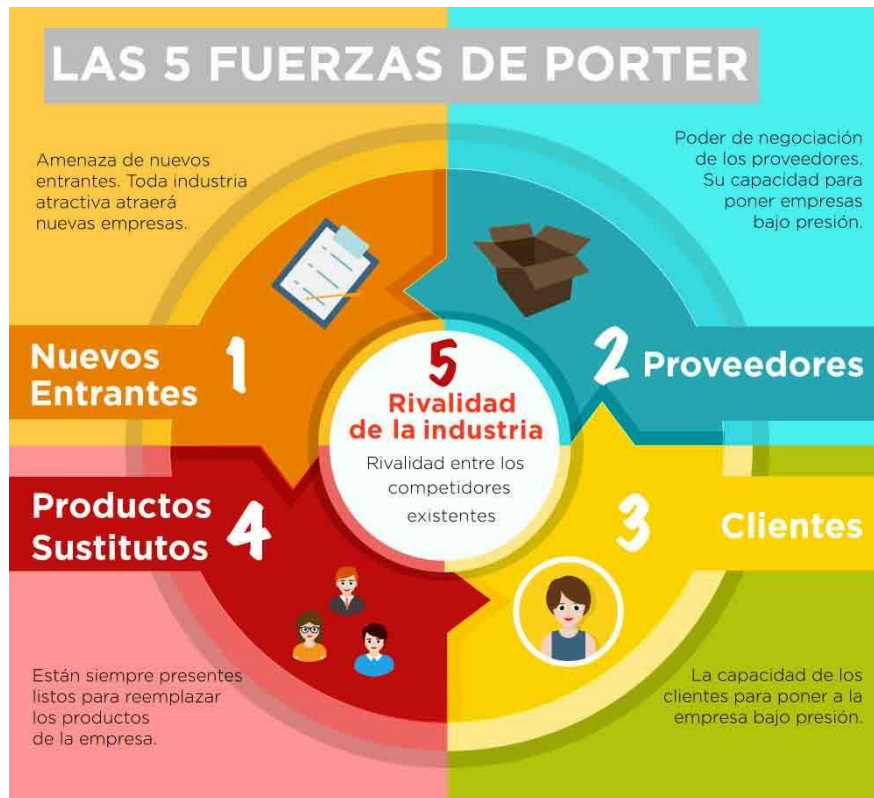 LAS 5 FUERZAS DE PORTER
Amenaza de nuevos
entrantes. Toda industria
atractiva atraerá
nuevas empresas.
Poder de negociación
de los proveedores.
Su capacidad para
poner empresas
bajo presión.
Nuevos
Entrantes
1
2
Proveedores
5
Rivalidad
de la industria
Rivalidad entre los
competidores
existentes
Productos
Sustitutos
4
3
Clientes
Están siempre presentes
listos para reemplazar
los productos
de la empresa.
La capacidad de los
clientes para poner a la
empresa bajo presión.